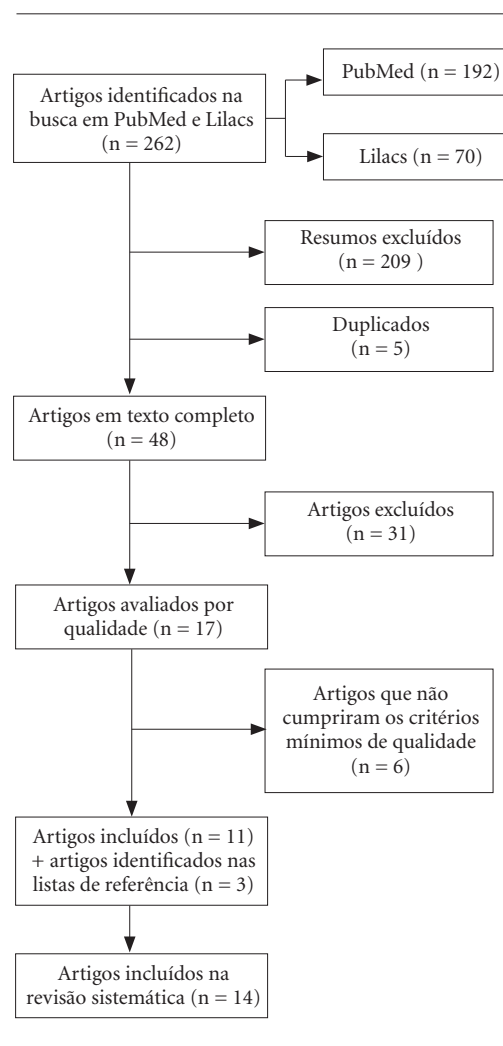 Artigos identificados na
busca em PubMed e Lilacs
(n = 262)
PubMed (n = 192)
Lilacs (n = 70)
Resumos excluídos
(n = 209 )
Duplicados
(n = 5)
Artigos em texto completo
(n = 48)
Artigos excluídos
(n = 31)
Artigos avaliados por
qualidade (n = 17)
Artigos que não
cumpriram os critérios
mínimos de qualidade
(n = 6)
Artigos incluídos (n = 11)
+ artigos identificados nas
listas de referência (n = 3)
Artigos incluídos na
revisão sistemática (n = 14)